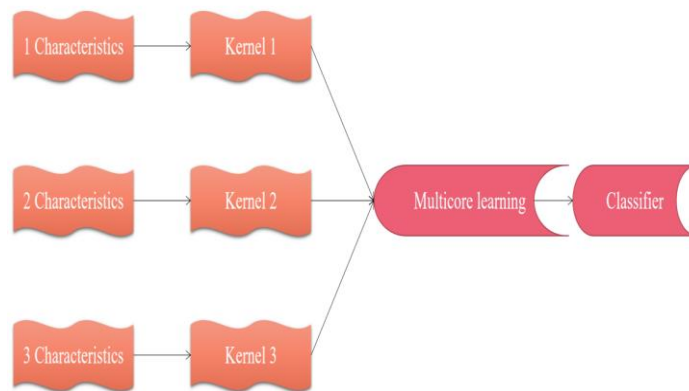 1 Characteristics
Kernel 1
2 Characteristics
Kernel 2
Multicore learning
Classifier
3 Characteristics
Kernel 3